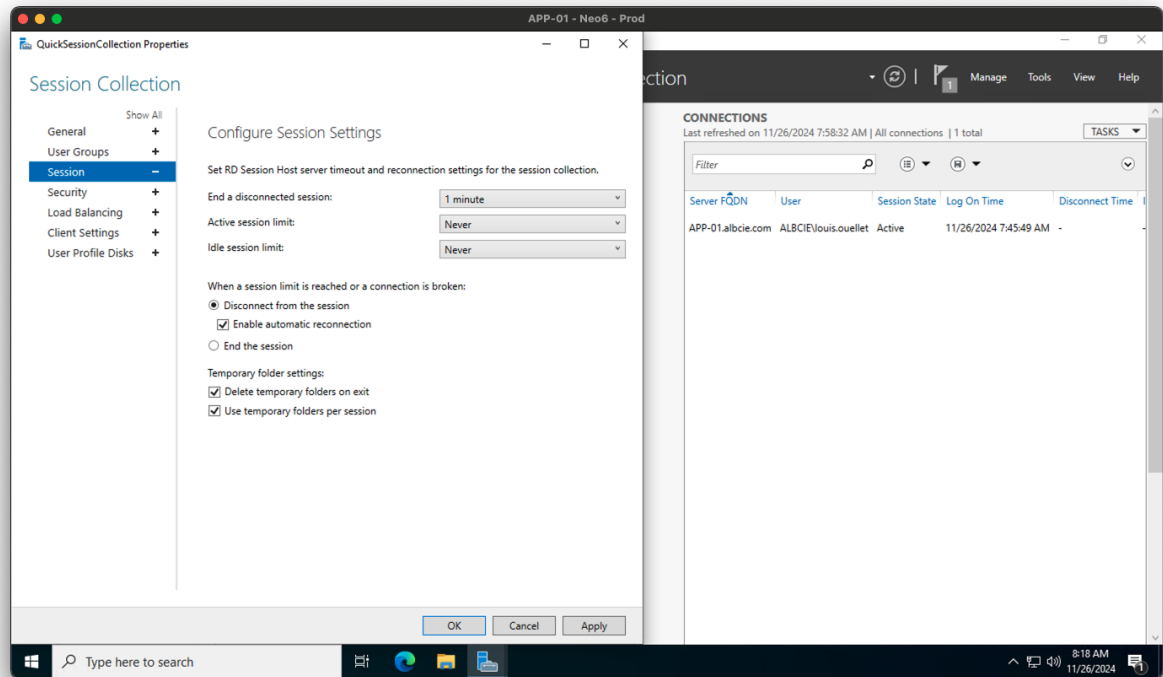 APP-01 - Neo6 - Prod
QuickSessionCollection Properties
Session Collection
Show All
General +
User Groups +
Session −
Security +
Load Balancing +
Client Settings +
User Profile Disks +
Configure Session Settings
Set RD Session Host server timeout and reconnection settings for the session collection.
End a disconnected session: 1 minute
Active session limit: Never
Idle session limit: Never
When a session limit is reached or a connection is broken:
Disconnect from the session
Enable automatic reconnection
End the session
Temporary folder settings:
Delete temporary folders on exit
Use temporary folders per session
OK Cancel Apply
ction
1 Manage Tools View Help
CONNECTIONS
Last refreshed on 11/26/2024 7:58:32 AM | All connections | 1 total
TASKS
Filter
Server FQDN User Session State Log On Time Disconnect Time
APP-01.albcie.com ALBCIE\louis.ouellet Active 11/26/2024 7:45:49 AM - -
Type here to search
8:18 AM
11/26/2024
1